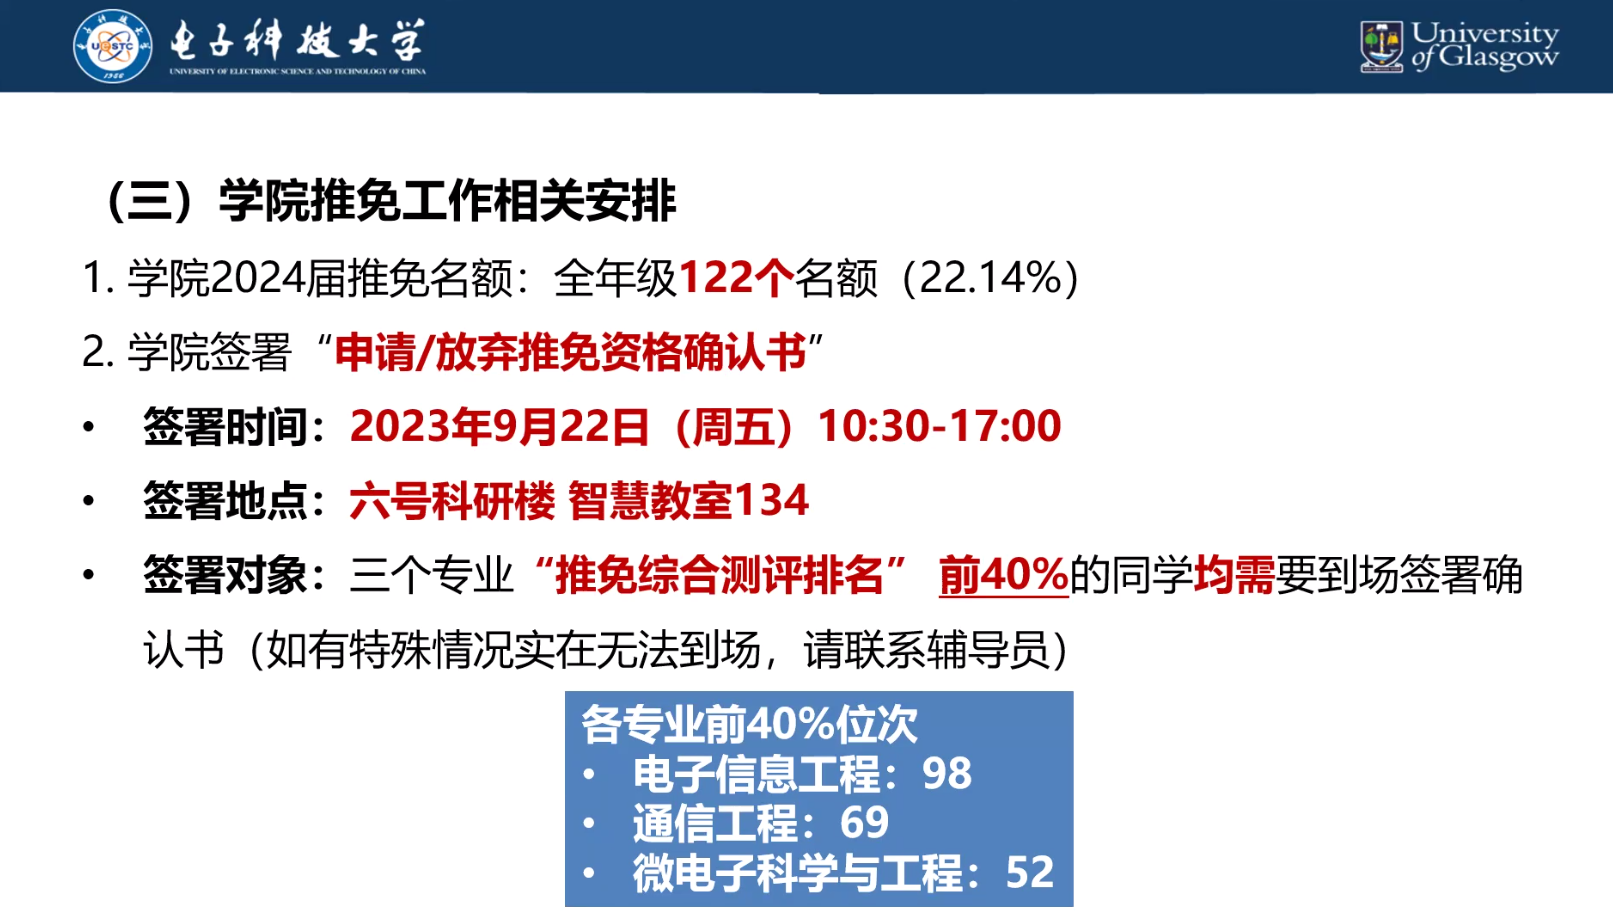 电子科技大学
UNIVERSITY OF ELECTRONIC SCIENCE AND TECHNOLOGY OF CHINA
UESTC
1956
University
of Glasgow
（三）学院推免工作相关安排
1. 学院2024届推免名额：全年级122个名额（22.14%）
2. 学院签署“申请/放弃推免资格确认书”
• 签署时间：2023年9月22日（周五）10:30-17:00
• 签署地点：六号科研楼 智慧教室134
• 签署对象：三个专业“推免综合测评排名” 前40%的同学均需要到场签署确
认书（如有特殊情况实在无法到场，请联系辅导员）
各专业前40%位次
• 电子信息工程：98
• 通信工程：69
• 微电子科学与工程：52